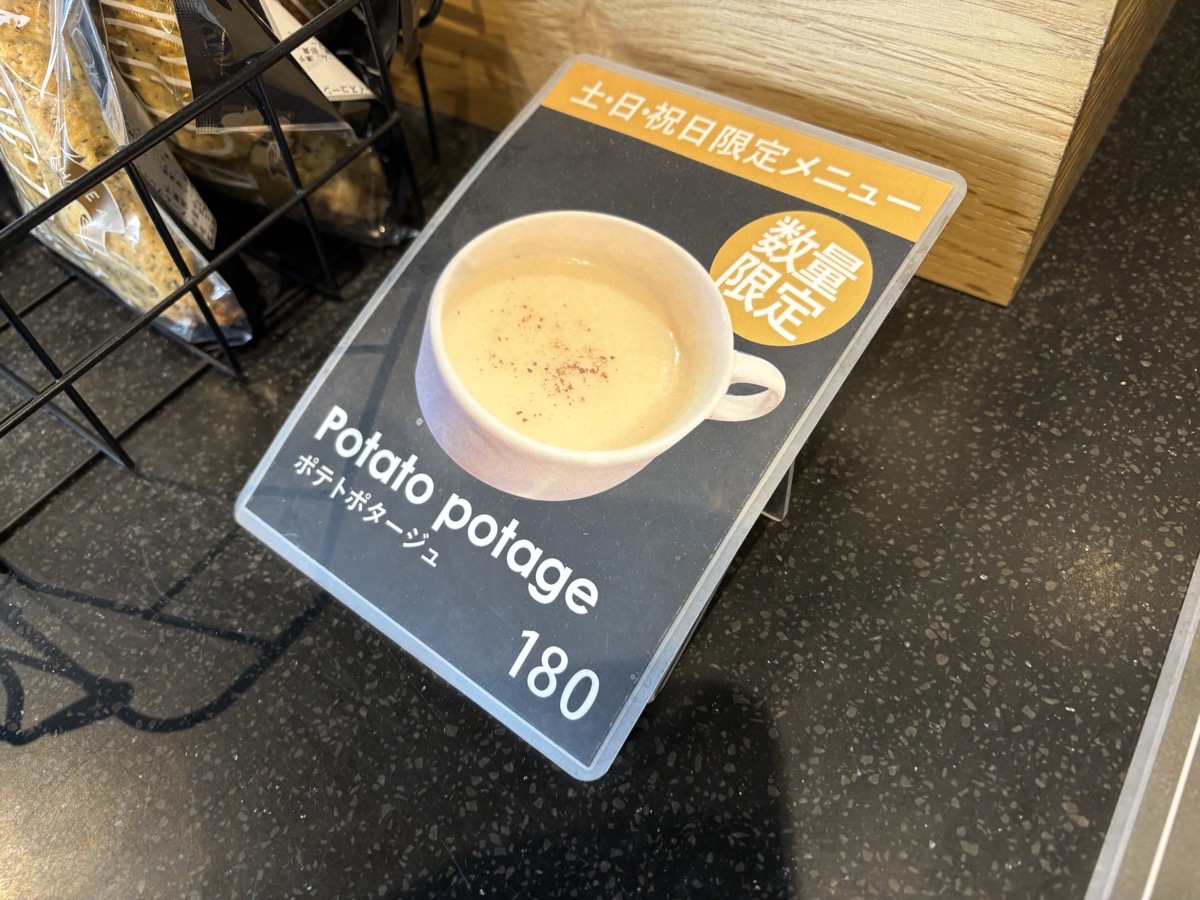 土・日・祝日限定メニュー
数量
限定
Potato potage
ポテトポタージュ
180